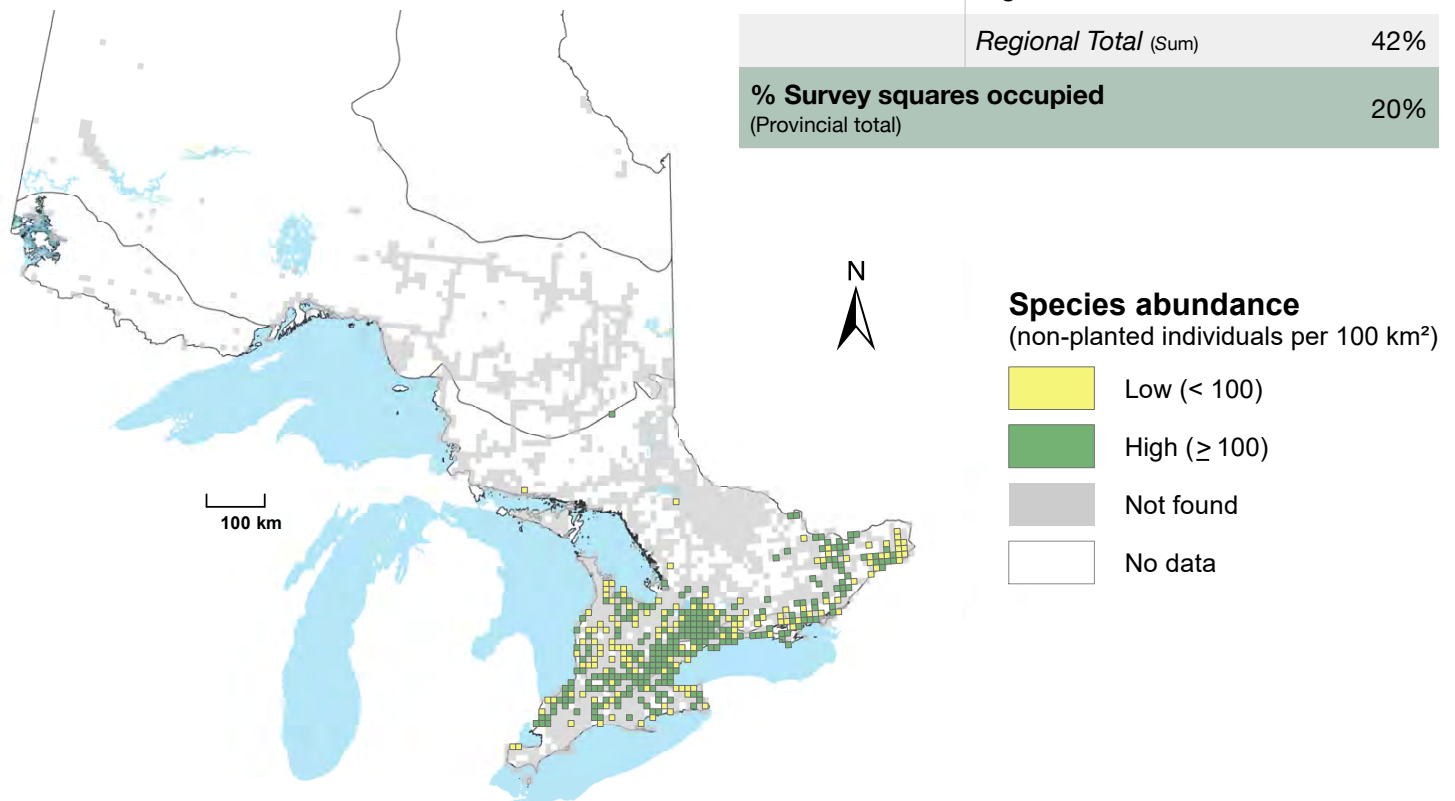 Regional Total (Sum) 42%
% Survey squares occupied 20%
(Provincial total)
N
Species abundance
(non-planted individuals per 100 km²)
Low (< 100)
High (≥ 100)
Not found
No data
100 km